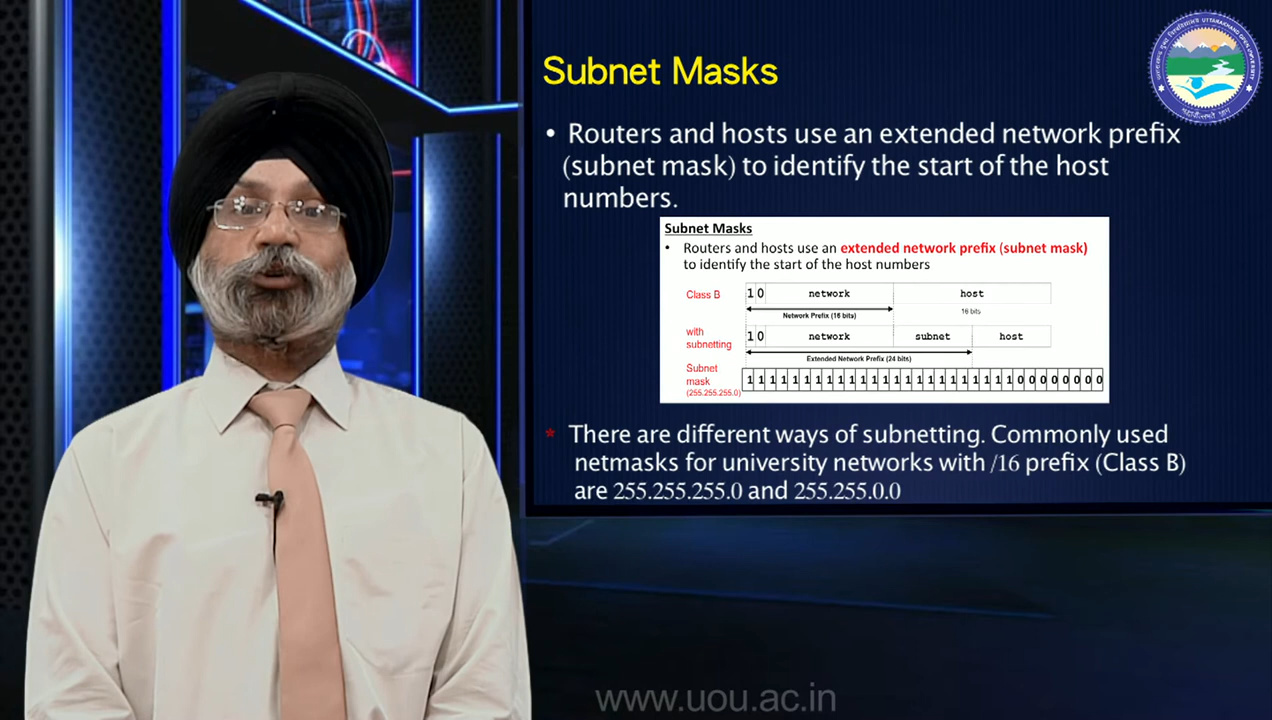 Subnet Masks
• Routers and hosts use an extended network prefix
(subnet mask) to identify the start of the host
numbers.
Subnet Masks
• Routers and hosts use an extended network prefix (subnet mask)
to identify the start of the host numbers
Class B 1 0 network host
Network Prefix (16 bits) 16 bits
with
subnetting 1 0 network subnet host
Extended Network Prefix (24 bits)
Subnet
mask 1 1 1 1 1 1 1 1 1 1 1 1 1 1 1 1 1 1 1 1 1 1 1 1 0 0 0 0 0 0 0 0
(255.255.255.0)
* There are different ways of subnetting. Commonly used
netmasks for university networks with /16 prefix (Class B)
are 255.255.255.0 and 255.255.0.0
UTTARAKHAND OPEN UNIVERSITY
www.uou.ac.in